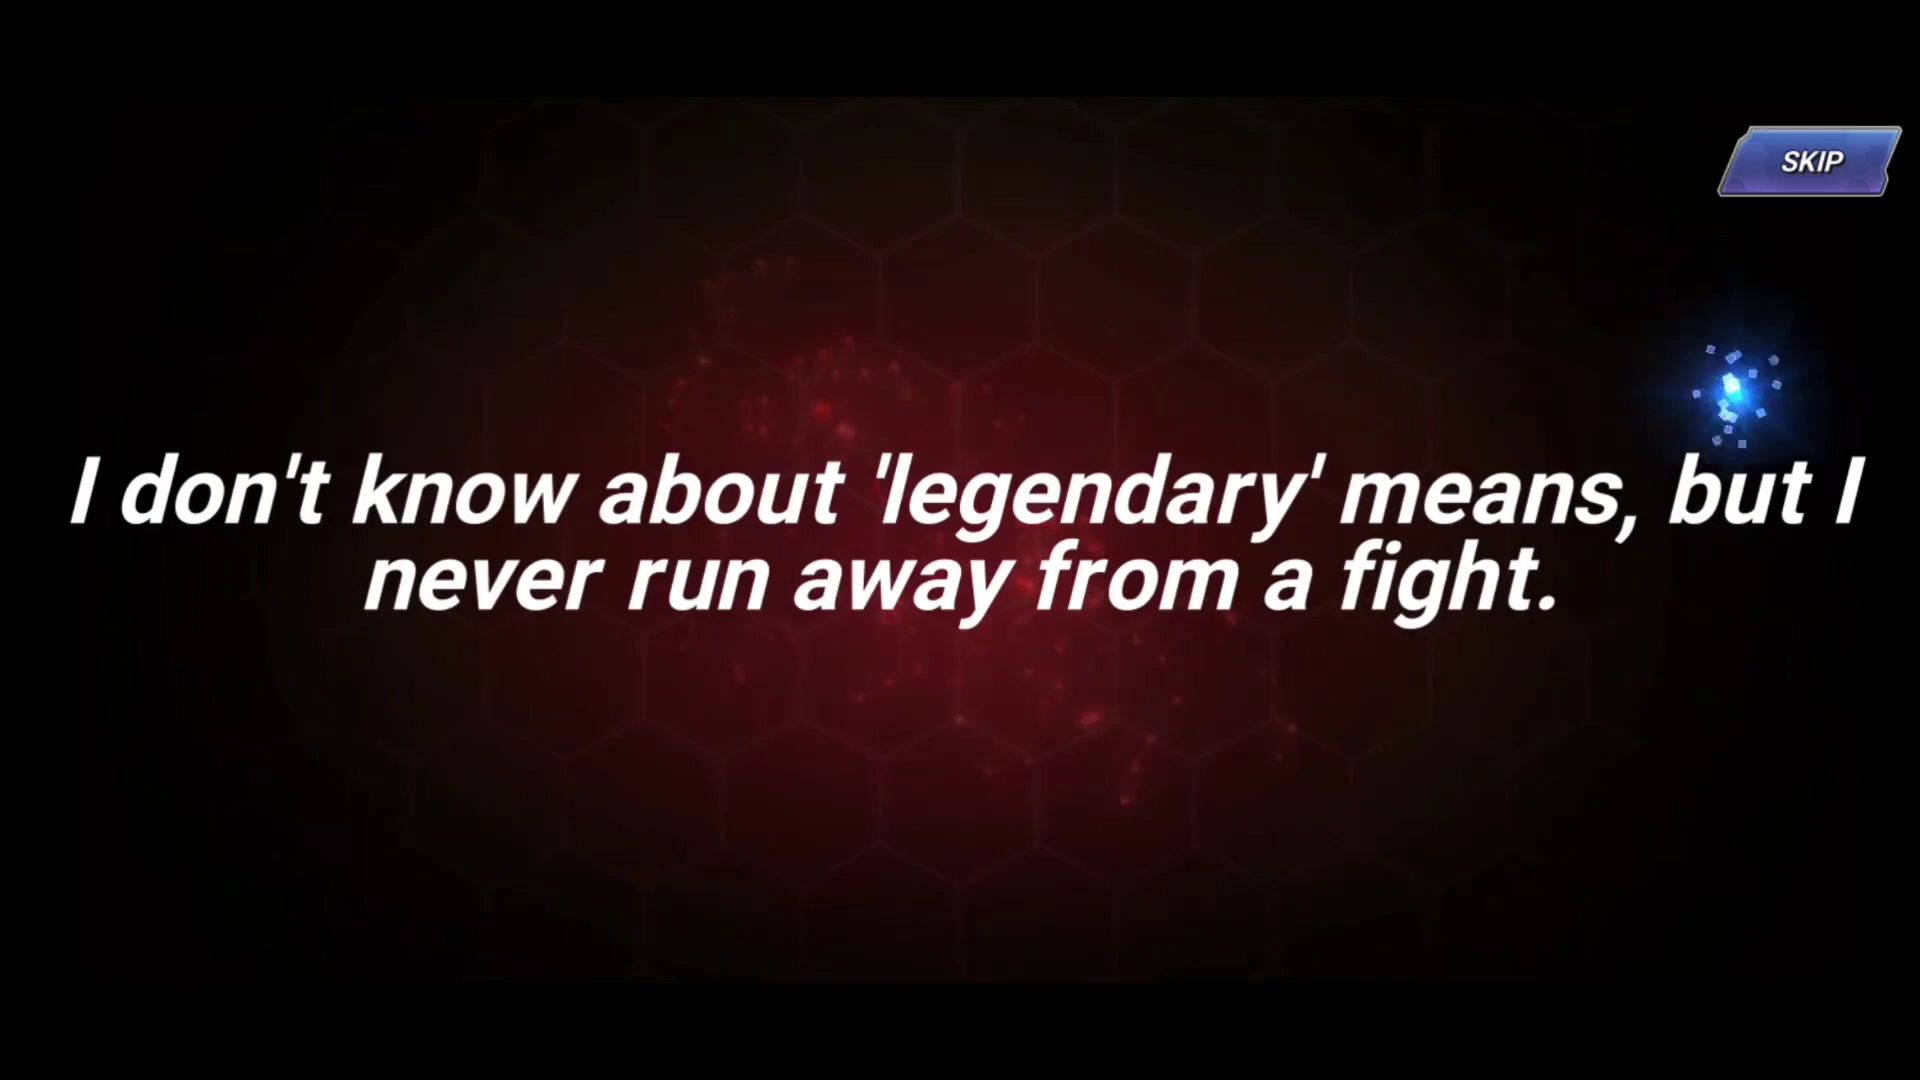 SKIP
I don't know about 'legendary' means, but I
never run away from a fight.